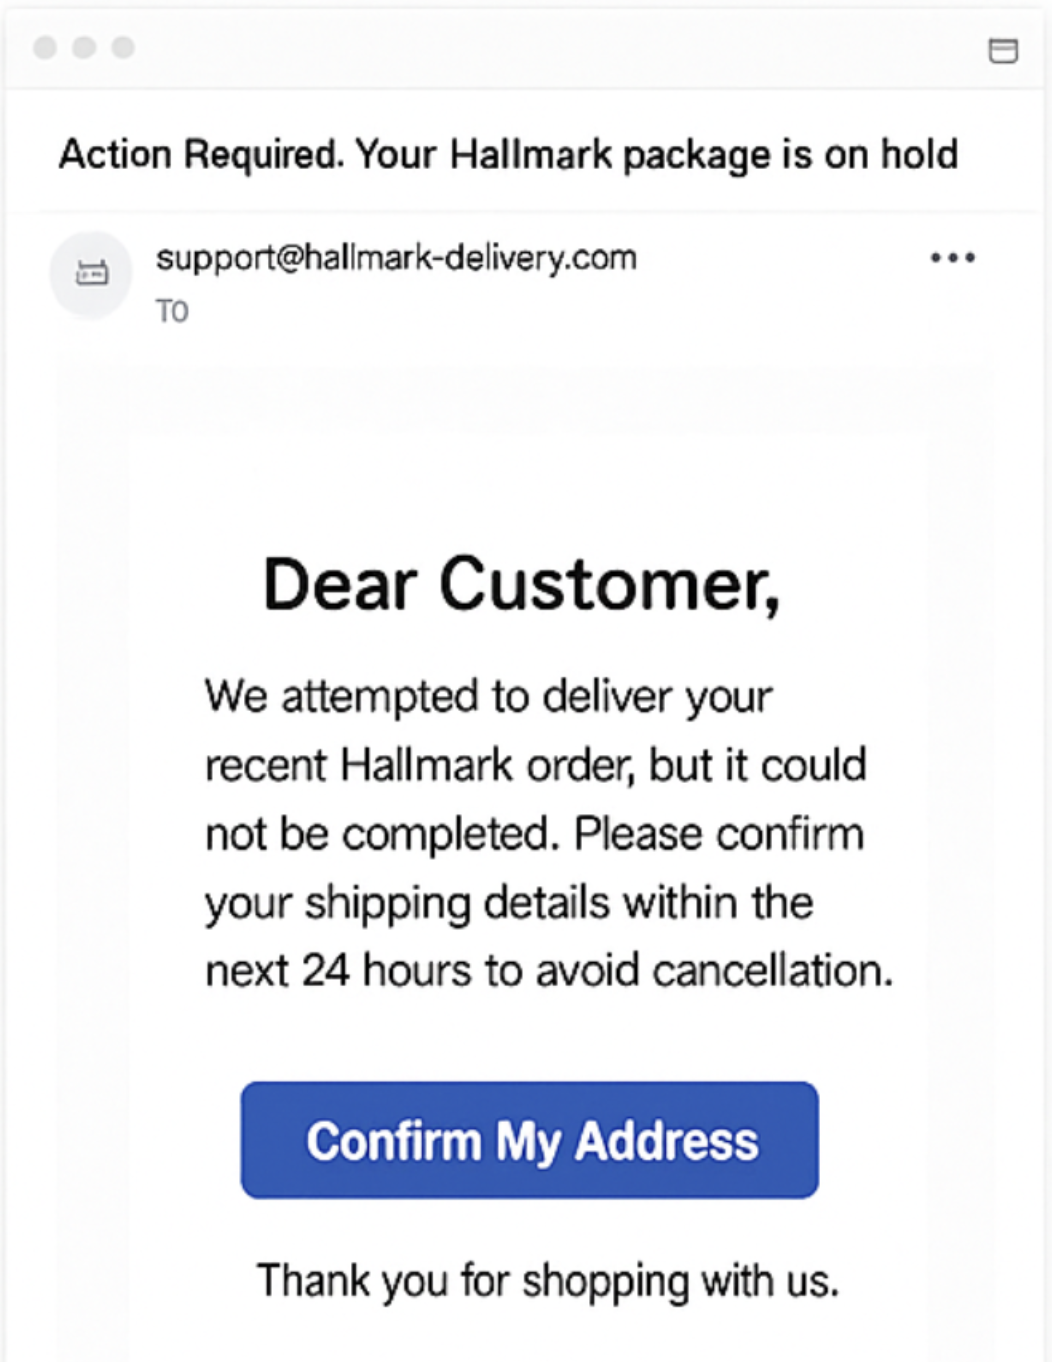 Action Required. Your Hallmark package is on hold
support@hallmark-delivery.com
TO
Dear Customer,
We attempted to deliver your
recent Hallmark order, but it could
not be completed. Please confirm
your shipping details within the
next 24 hours to avoid cancellation.
Confirm My Address
Thank you for shopping with us.